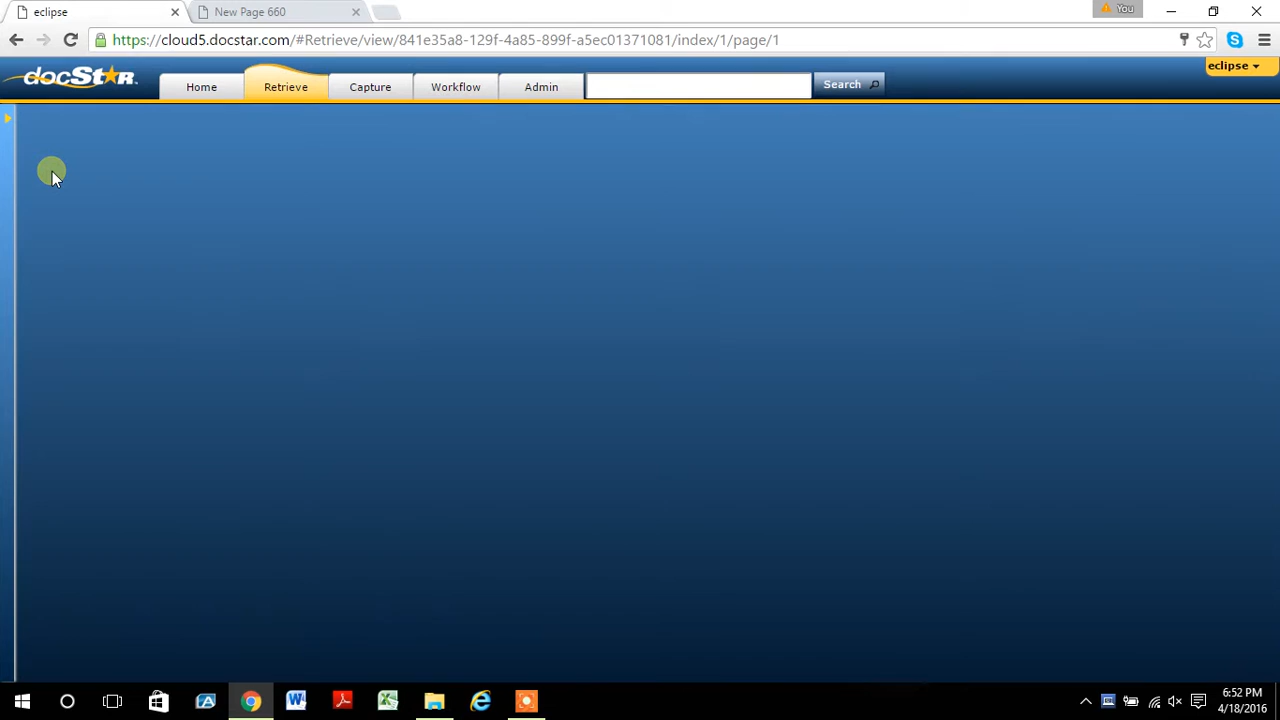 eclipse
New Page 660
You
https://cloud5.docstar.com/#Retrieve/view/841e35a8-129f-4a85-899f-a5ec01371081/index/1/page/1
docSTAR
Home
Retrieve
Capture
Workflow
Admin
Search
eclipse
6:52 PM
4/18/2016